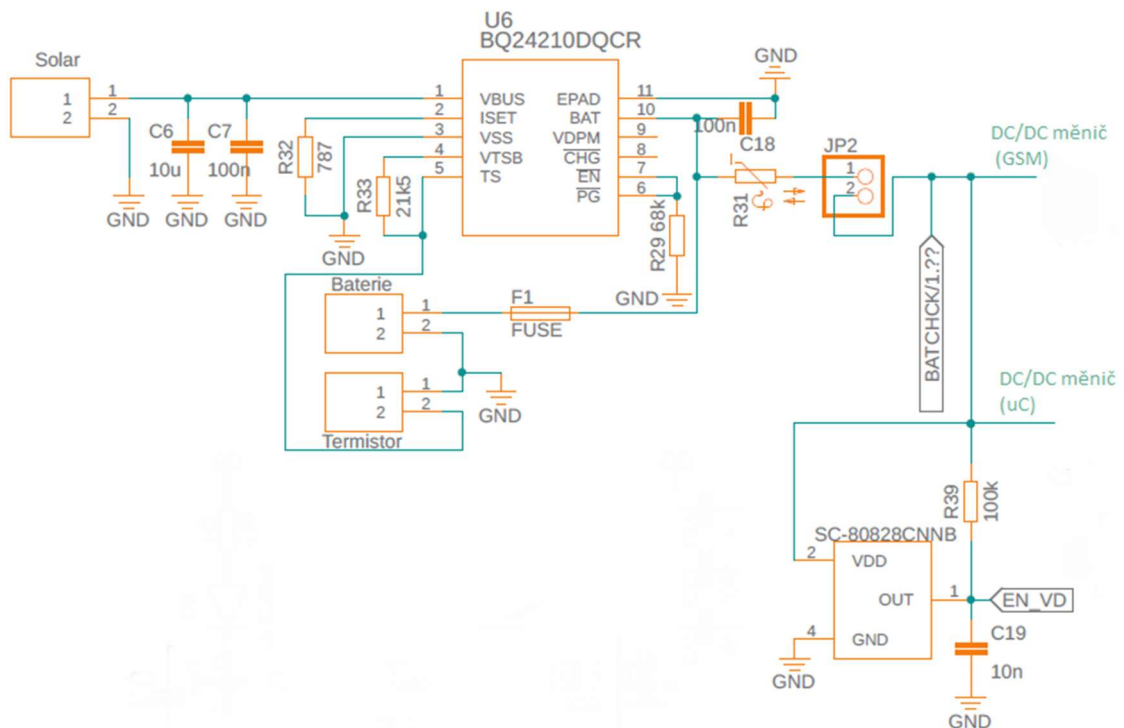 U6
BQ24210DQCR
Solar
1 1
2 2
C6
10u
C7
100n
GND
GND
GND
R32
787
R33
21k5
GND
1 VBUS
2 ISET
3 VSS
4 VTSB
5 TS
EPAD 11
BAT 10
VDPM 9
CHG 8
EN 7
PG 6
GND
100n
C18
R31
JP2
1
2
R29 68k
GND
DC/DC měnič
(GSM)
BATCHCK/1.??
Baterie
1 1
2 2
F1
FUSE
GND
1 1
2 2
Termistor
DC/DC měnič
(uC)
R39
100k
SC-80828CNNB
2 VDD
OUT 1
4 GND
GND
EN_VD
C19
10n
GND